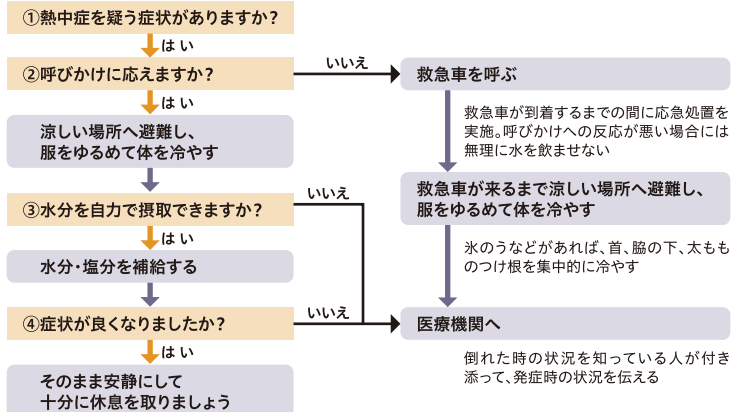 ①熱中症を疑う症状がありますか？
はい
②呼びかけに応えますか？
いいえ
救急車を呼ぶ
はい
涼しい場所へ避難し、
服をゆるめて体を冷やす
救急車が到着するまでの間に応急処置を
実施。呼びかけへの反応が悪い場合には
無理に水を飲ませない
③水分を自力で摂取できますか？
いいえ
救急車が来るまで涼しい場所へ避難し、
服をゆるめて体を冷やす
はい
水分・塩分を補給する
氷のうなどがあれば、首、脇の下、太もも
のつけ根を集中的に冷やす
④症状が良くなりましたか？
いいえ
医療機関へ
はい
そのまま安静にして
十分に休息を取りましょう
倒れた時の状況を知っている人が付き
添って、発症時の状況を伝える